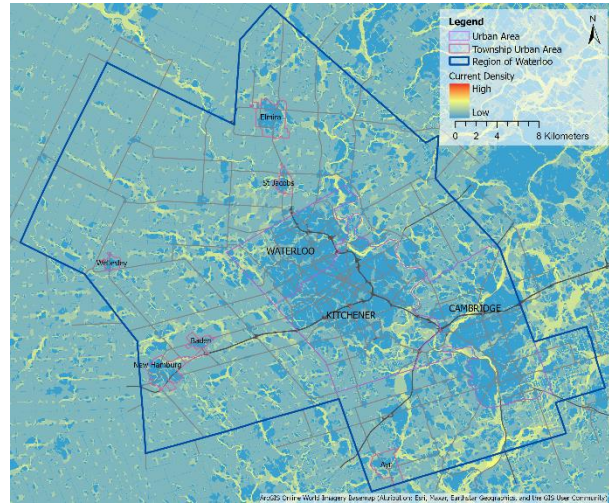 Legend
Urban Area
Township Urban Area
Region of Waterloo
Current Density
High
Low
0 2 4 8 Kilometers
N
Elmira
St Jacobs
WATERLOO
Wellesley
CAMBRIDGE
KITCHENER
Baden
New Hamburg
Ayr
ArcGIS Online World Imagery Basemap (Attribution: Esri, Maxar, Earthstar Geographics, and the GIS User Community)